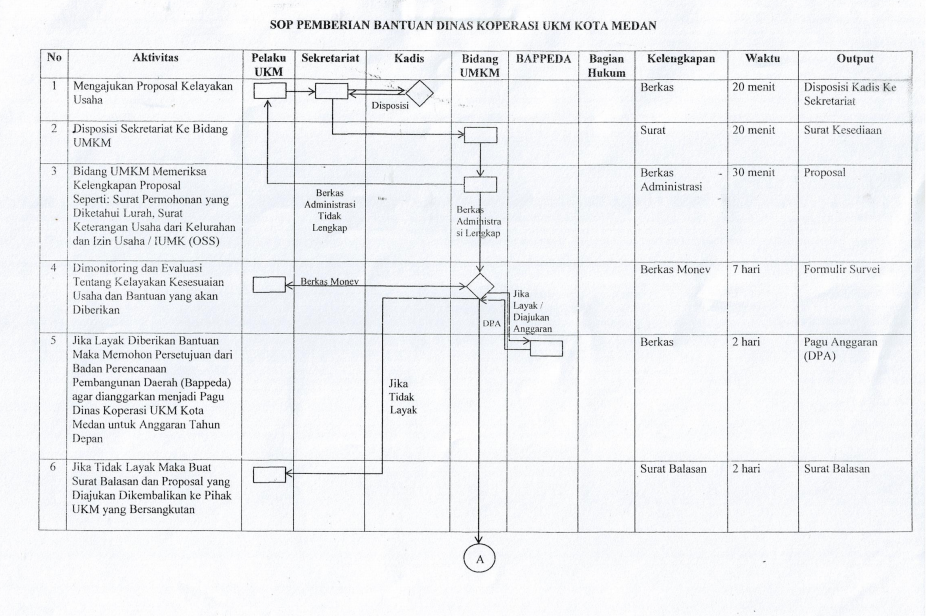 SOP PEMBERIAN BANTUAN DINAS KOPERASI UKM KOTA MEDAN
No Aktivitas Pelaku UKM Sekretariat Kadis Bidang UMKM BAPPEDA Bagian Hukum Kelengkapan Waktu Output
1 Mengajukan Proposal Kelayakan
Usaha
Disposisi
Berkas
20 menit
Disposisi Kadis Ke
Sekretariat
2 Disposisi Sekretariat Ke Bidang
UMKM
Surat
20 menit
Surat Kesediaan
3 Bidang UMKM Memeriksa
Kelengkapan Proposal
Seperti: Surat Permohonan yang
Diketahui Lurah, Surat
Keterangan Usaha dari Kelurahan
dan Izin Usaha / IUMK (OSS)
Berkas
Administrasi
Tidak
Lengkap
Berkas
Administra
si Lengkap
Berkas
Administrasi
30 menit
Proposal
4 Dimonitoring dan Evaluasi
Tentang Kelayakan Kesesuaian
Usaha dan Bantuan yang akan
Diberikan
Berkas Monev
DPA
Jika
Layak /
Diajukan
Anggaran
Berkas Monev
7 hari
Formulir Survei
5 Jika Layak Diberikan Bantuan
Maka Memohon Persetujuan dari
Badan Perencanaan
Pembangunan Daerah (Bappeda)
agar dianggarkan menjadi Pagu
Dinas Koperasi UKM Kota
Medan untuk Anggaran Tahun
Depan
Jika
Tidak
Layak
Berkas
2 hari
Pagu Anggaran
(DPA)
6 Jika Tidak Layak Maka Buat
Surat Balasan dan Proposal yang
Diajukan Dikembalikan ke Pihak
UKM yang Bersangkutan
Surat Balasan
2 hari
Surat Balasan
A